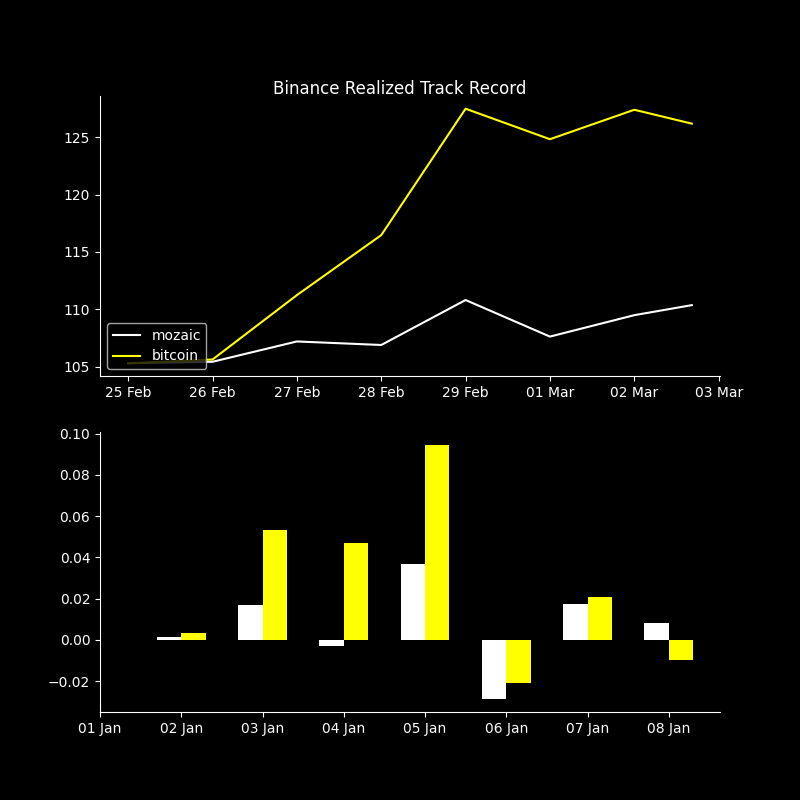 Binance Realized Track Record
125
120
115
110
105
mozaic
bitcoin
25 Feb 26 Feb 27 Feb 28 Feb 29 Feb 01 Mar 02 Mar 03 Mar
0.10
0.08
0.06
0.04
0.02
0.00
−0.02
01 Jan 02 Jan 03 Jan 04 Jan 05 Jan 06 Jan 07 Jan 08 Jan